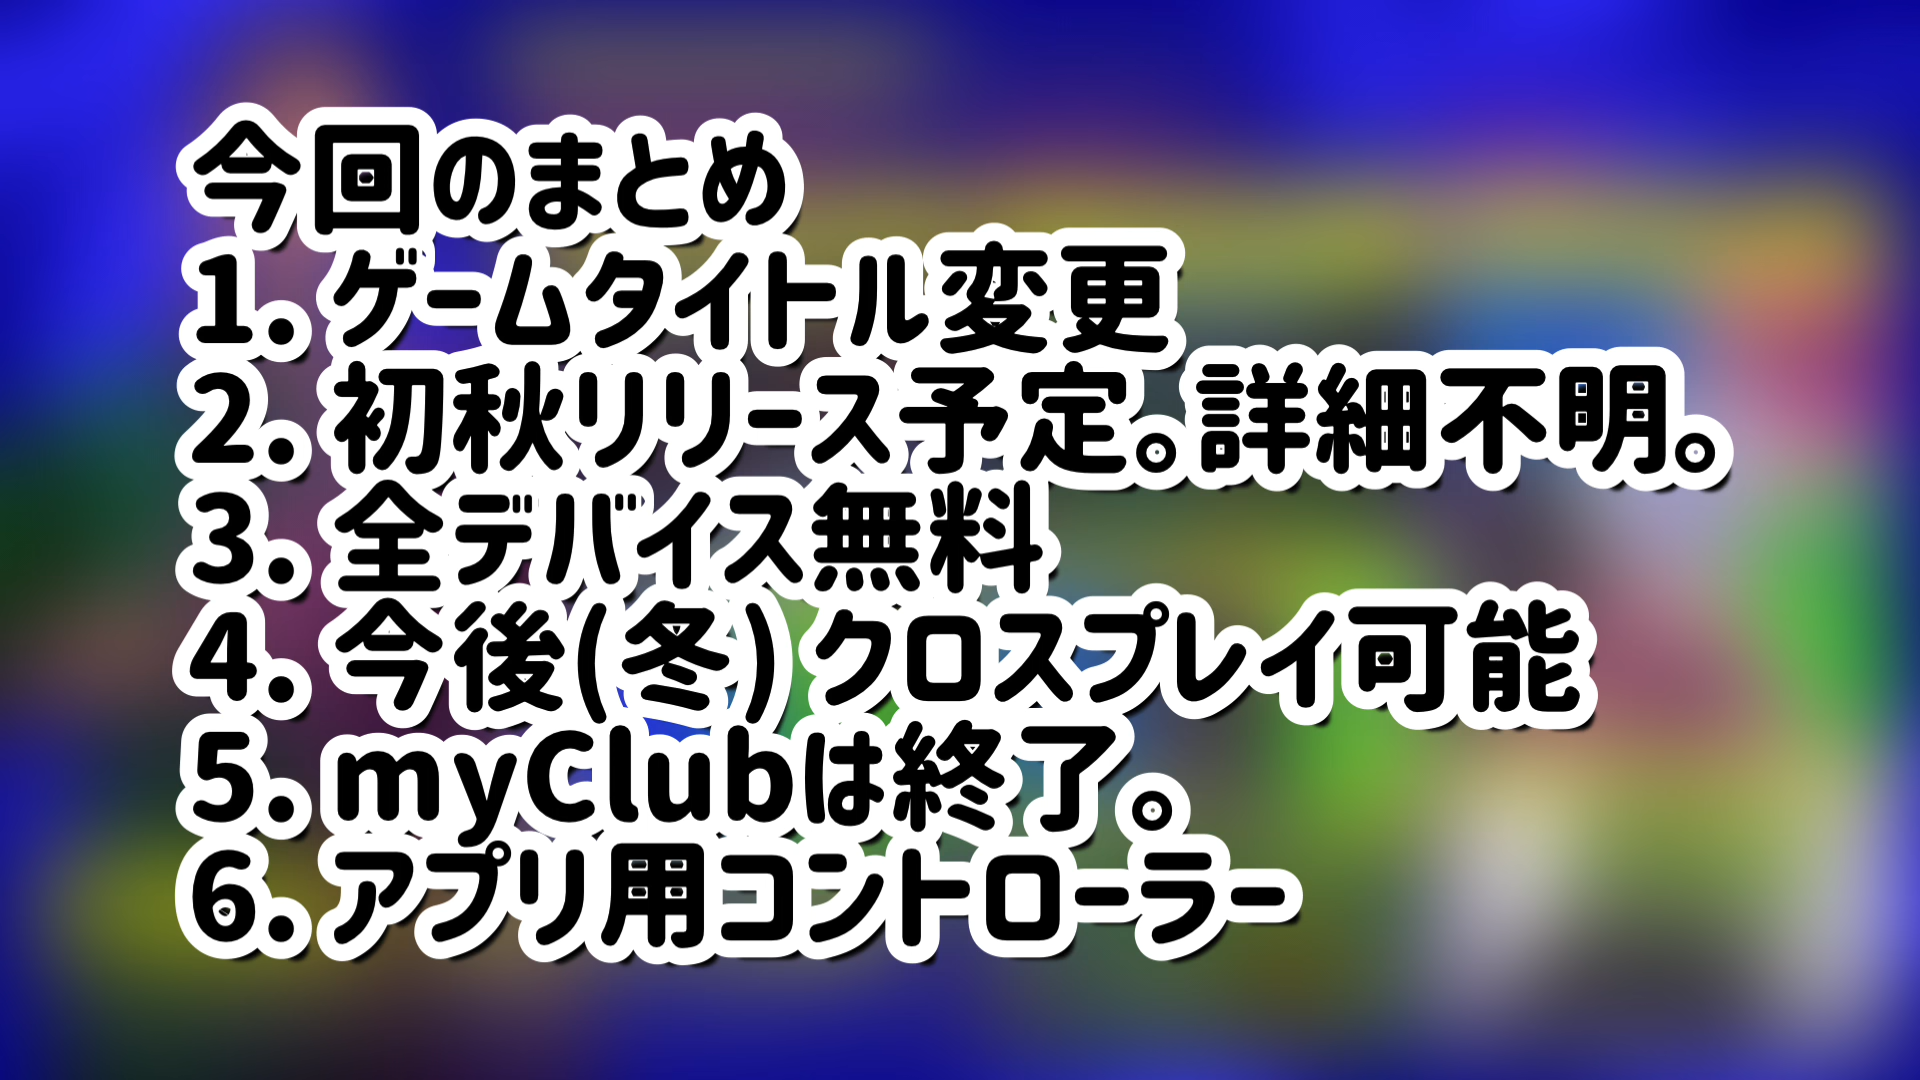 今回のまとめ
1. ゲームタイトル変更
2. 初秋リリース予定。詳細不明。
3. 全デバイス無料
4. 今後(冬)クロスプレイ可能
5. myClubは終了。
6. アプリ用コントローラー